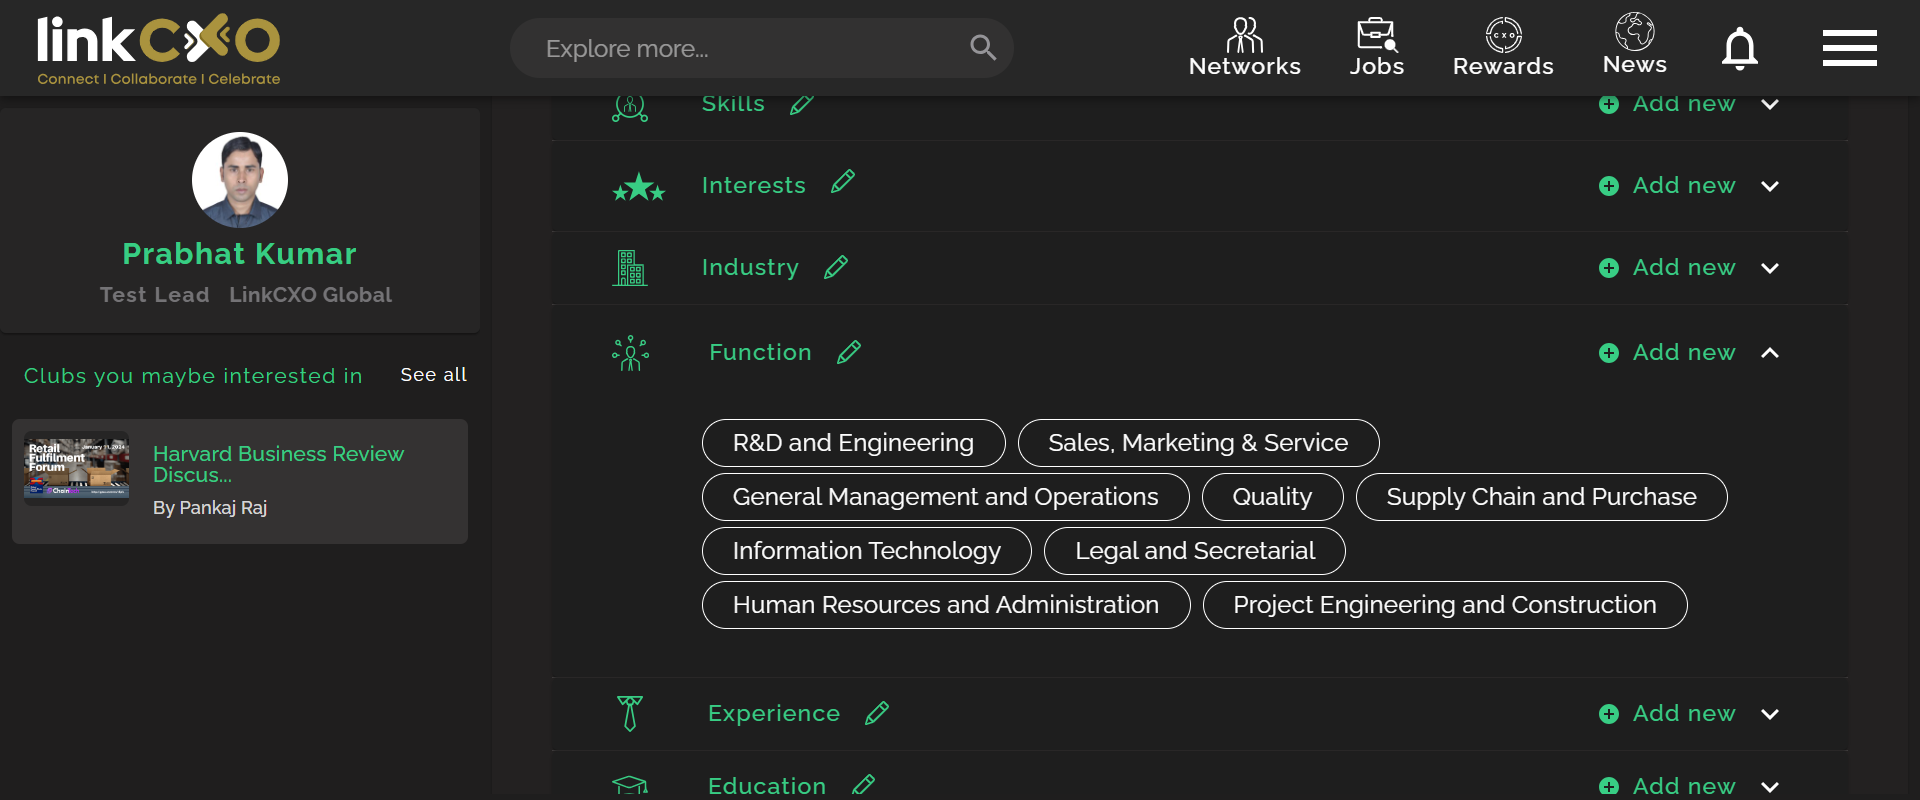 linkCXO
Connect I Collaborate I Celebrate
Explore more...
Networks
Jobs
CXO
Rewards
News
Prabhat Kumar
Test Lead LinkCXO Global
Clubs you maybe interested in See all
Retail
Fulfilment
Forum
January 11, 2024
Harvard Business Review
Discus...
By Pankaj Raj
Skills Add new
Interests Add new
Industry Add new
Function Add new
R&D and Engineering Sales, Marketing & Service
General Management and Operations Quality Supply Chain and Purchase
Information Technology Legal and Secretarial
Human Resources and Administration Project Engineering and Construction
Experience Add new
Education Add new